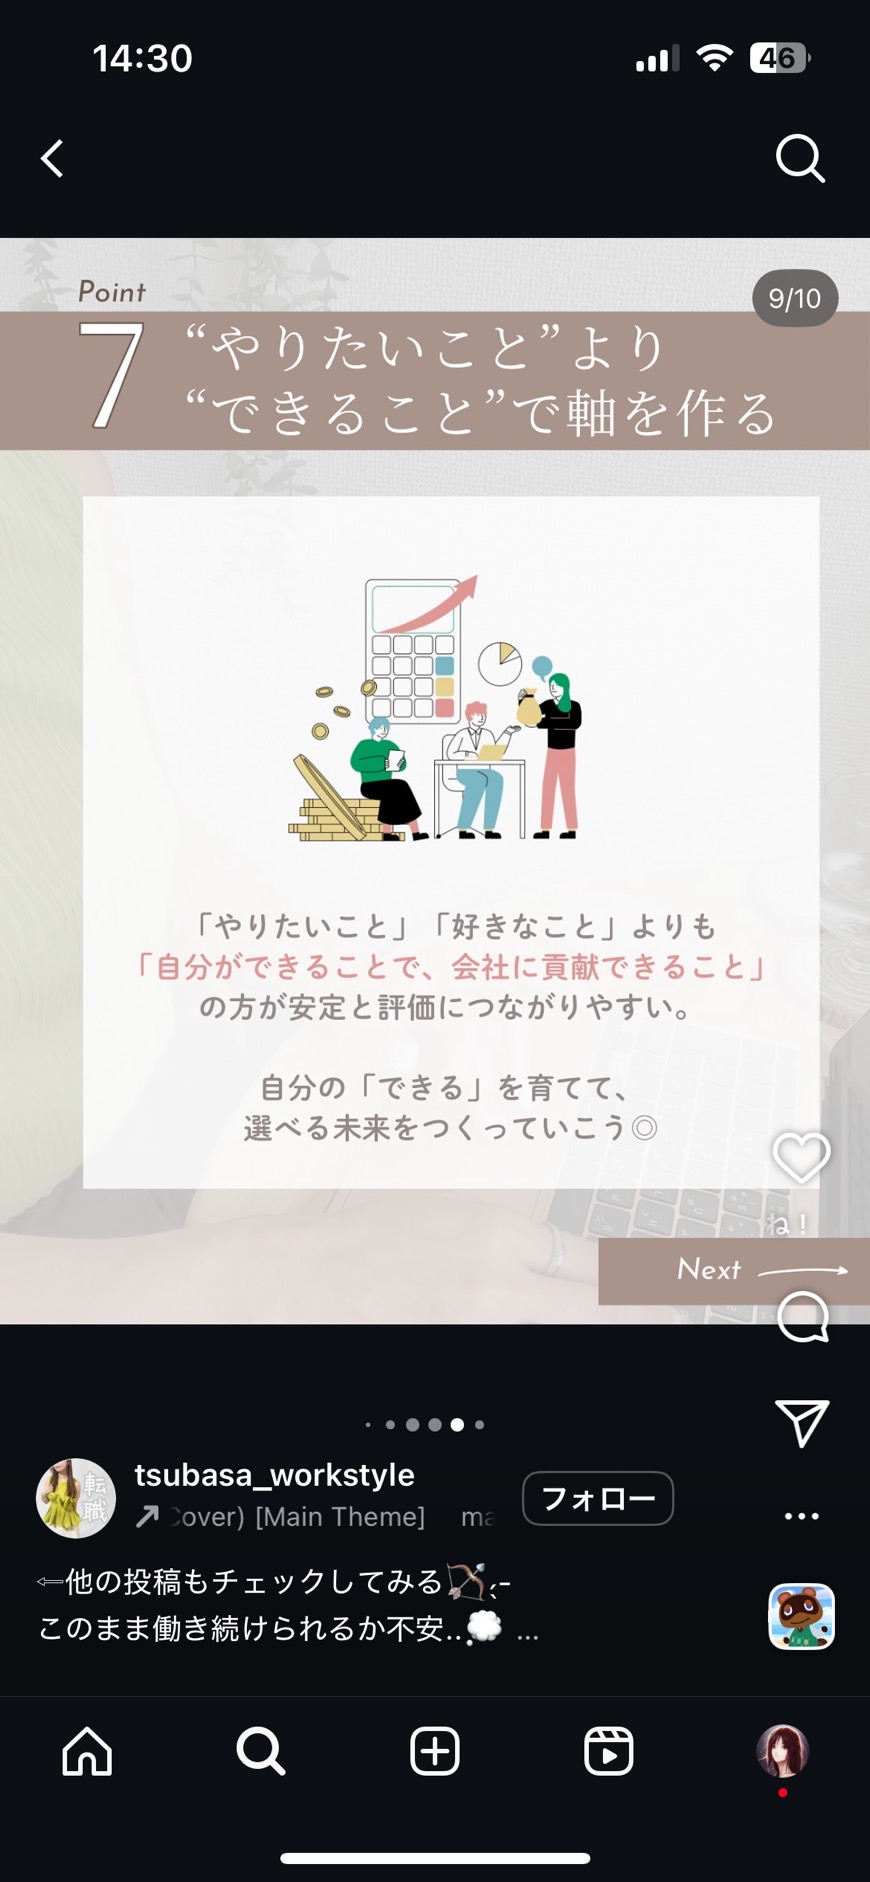 14:30
46
9/10
Point
7
“やりたいこと”より
“できること”で軸を作る
「やりたいこと」「好きなこと」よりも
「自分ができることで、会社に貢献できること」
の方が安定と評価につながりやすい。
自分の「できる」を育てて、
選べる未来をつくっていこう◎
ね！
Next
転職
tsubasa_workstyle
フォロー
Cover) [Main Theme] ma
⇦他の投稿もチェックしてみる🏹 ‹-
このまま働き続けられるか不安..💭 ...